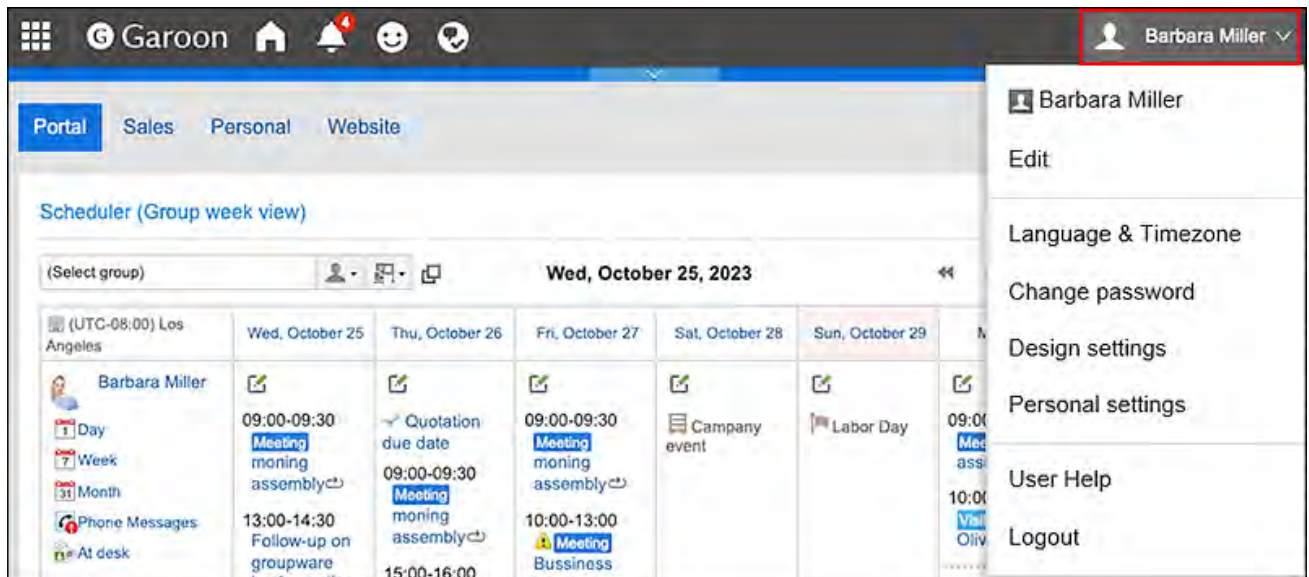 Garoon
4
Barbara Miller
Portal
Sales
Personal
Website
Scheduler (Group week view)
(Select group)
Wed, October 25, 2023
(UTC-08:00) Los
Angeles
Wed, October 25
Thu, October 26
Fri, October 27
Sat, October 28
Sun, October 29
Barbara Miller
1 Day
7 Week
31 Month
Phone Messages
At desk
09:00-09:30
Meeting
moning
assembly
13:00-14:30
Follow-up on
groupware
Quotation
due date
09:00-09:30
Meeting
moning
assembly
15:00-16:00
09:00-09:30
Meeting
moning
assembly
10:00-13:00
Meeting
Bussiness
Campany
event
Labor Day
Barbara Miller
Edit
Language & Timezone
Change password
Design settings
Personal settings
User Help
Logout